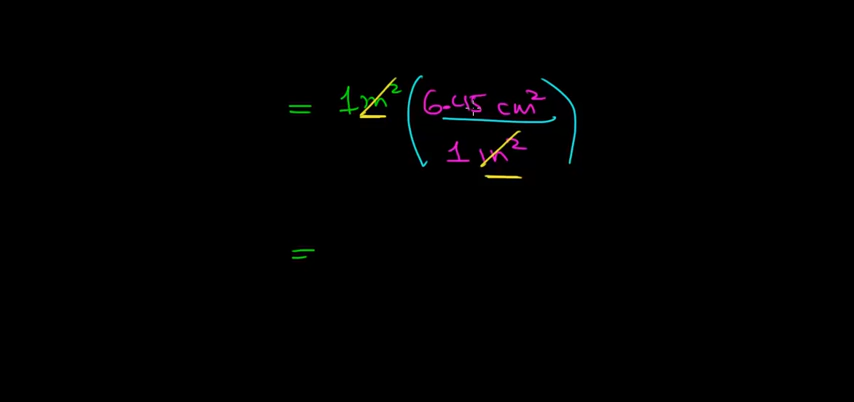 = 1 in² ( 6.45 cm²
1 in² )
=